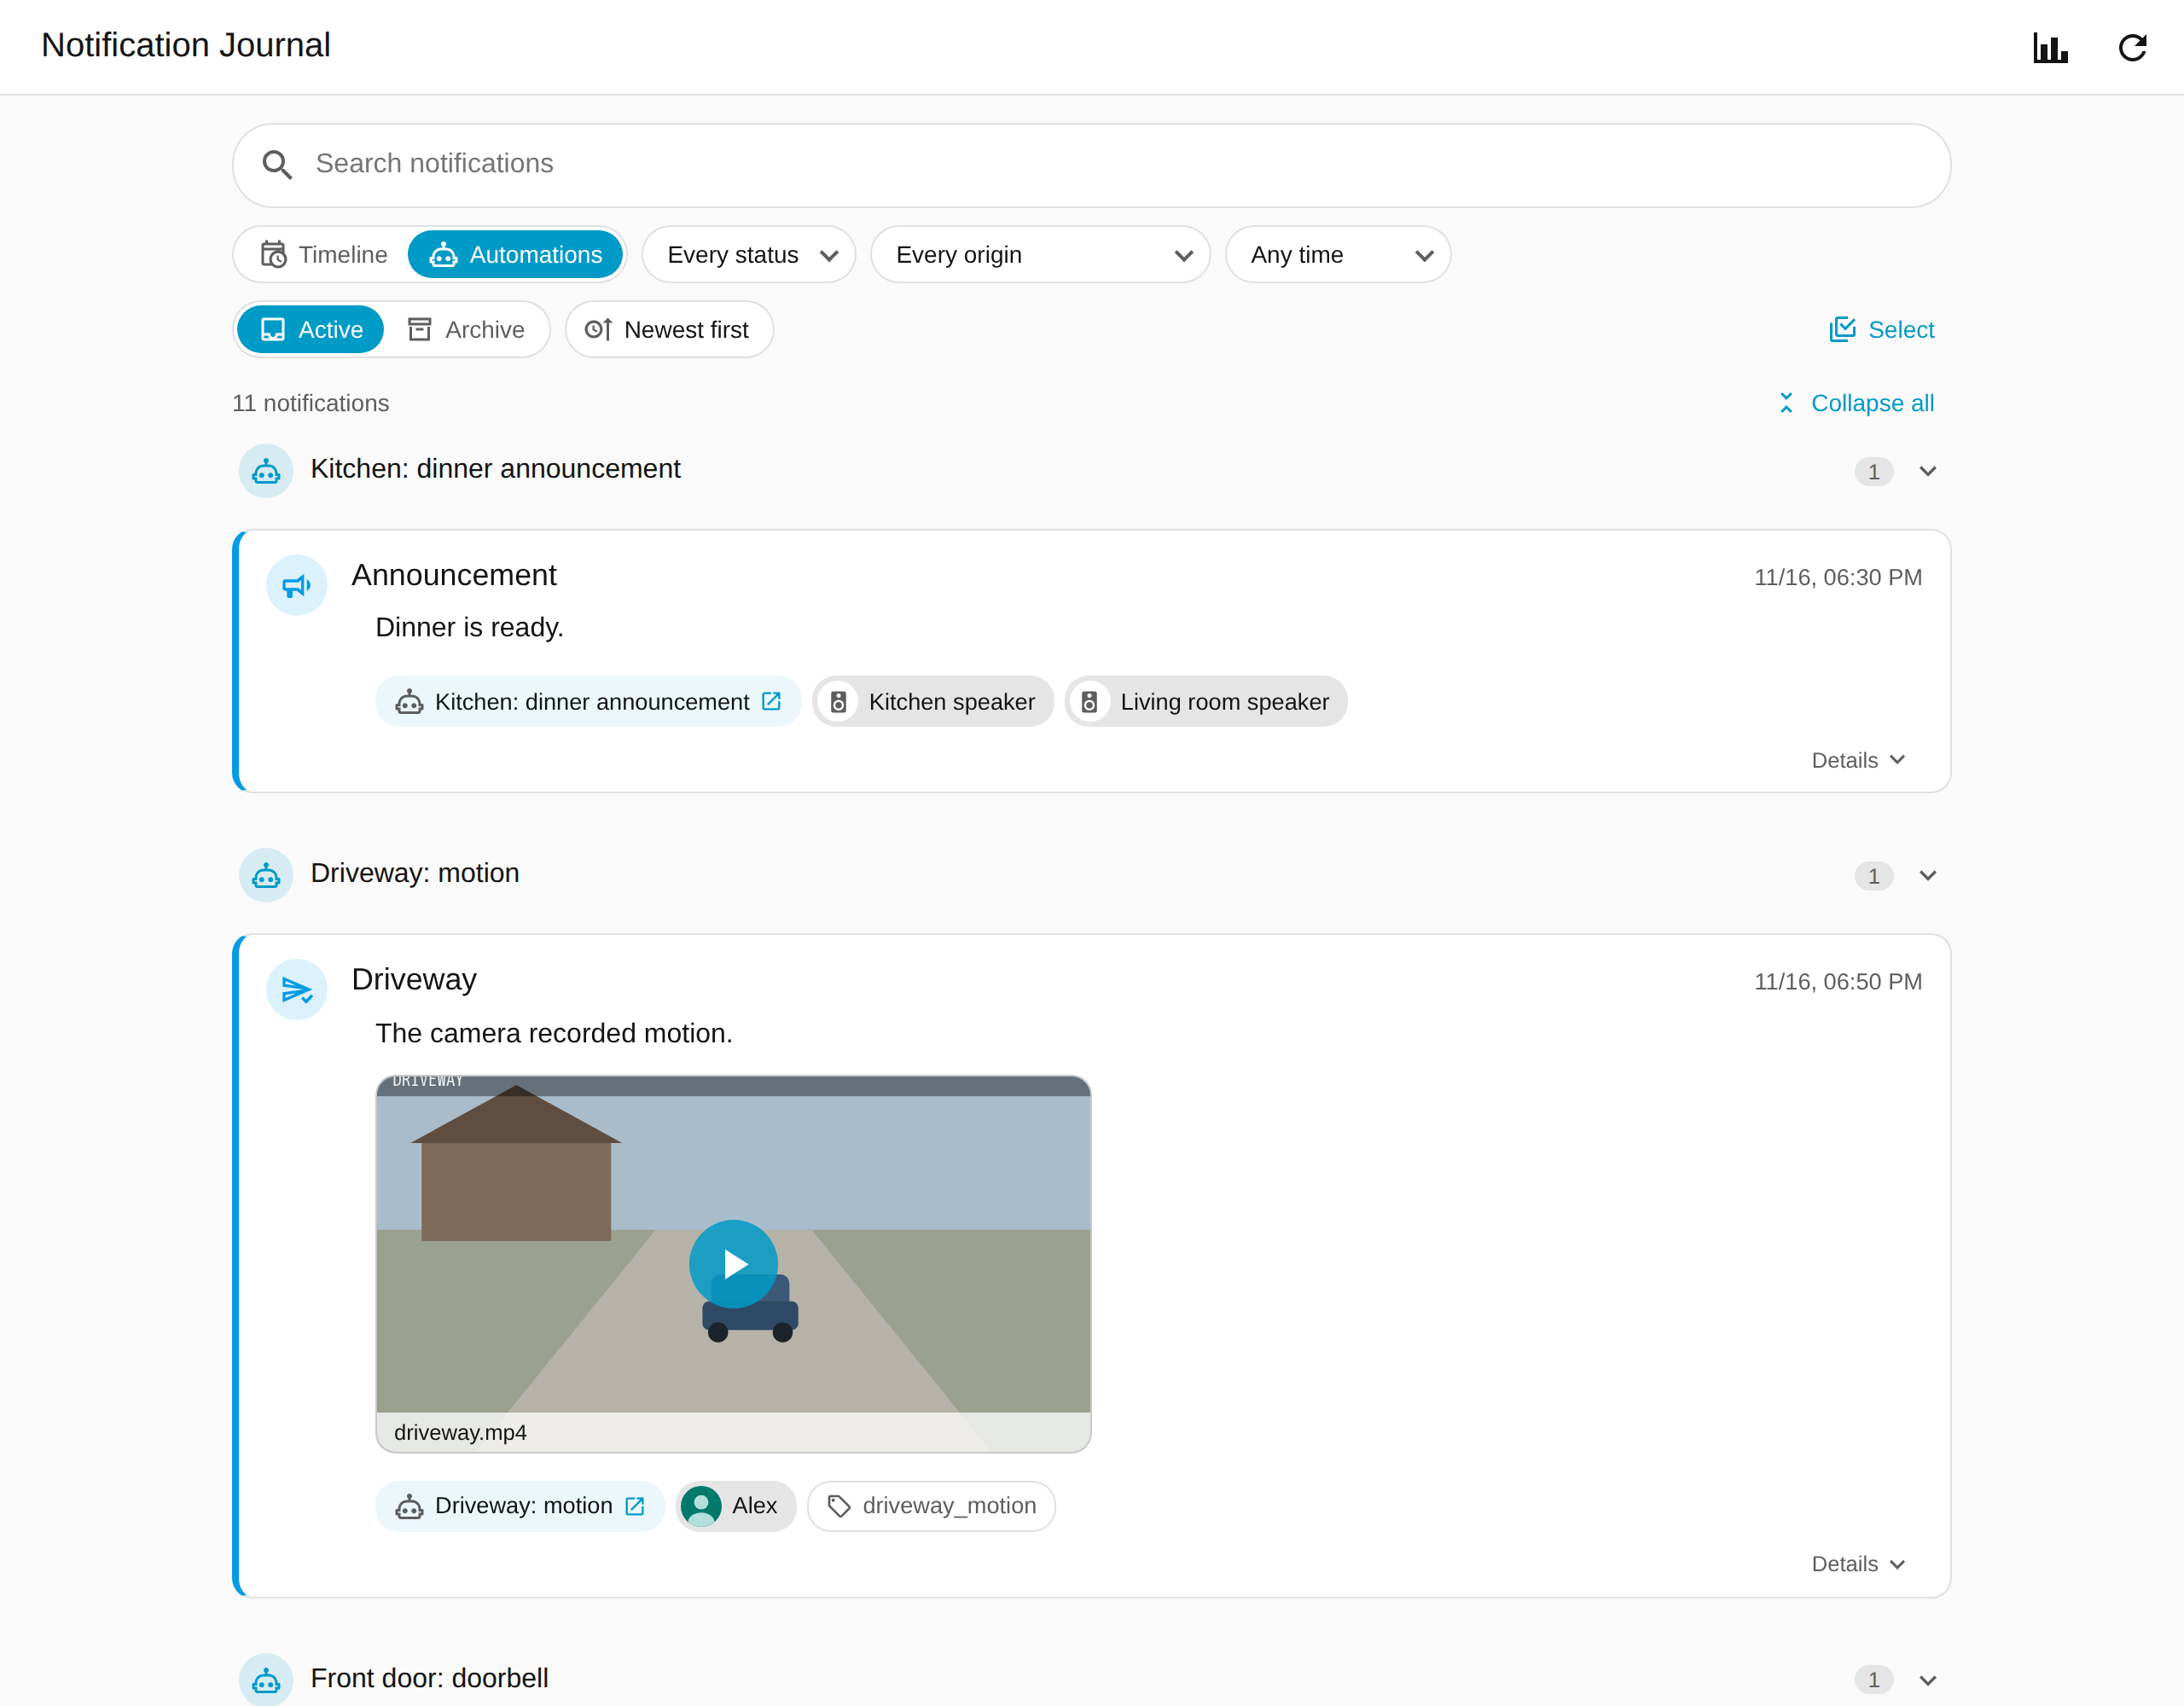 Notification Journal
Search notifications
Timeline Automations Every status Every origin Any time
Active Archive Newest first Select
11 notifications Collapse all
Kitchen: dinner announcement 1
Announcement 11/16, 06:30 PM
Dinner is ready.
Kitchen: dinner announcement Kitchen speaker Living room speaker
Details
Driveway: motion 1
Driveway 11/16, 06:50 PM
The camera recorded motion.
DRIVEWAY
driveway.mp4
Driveway: motion Alex driveway_motion
Details
Front door: doorbell 1